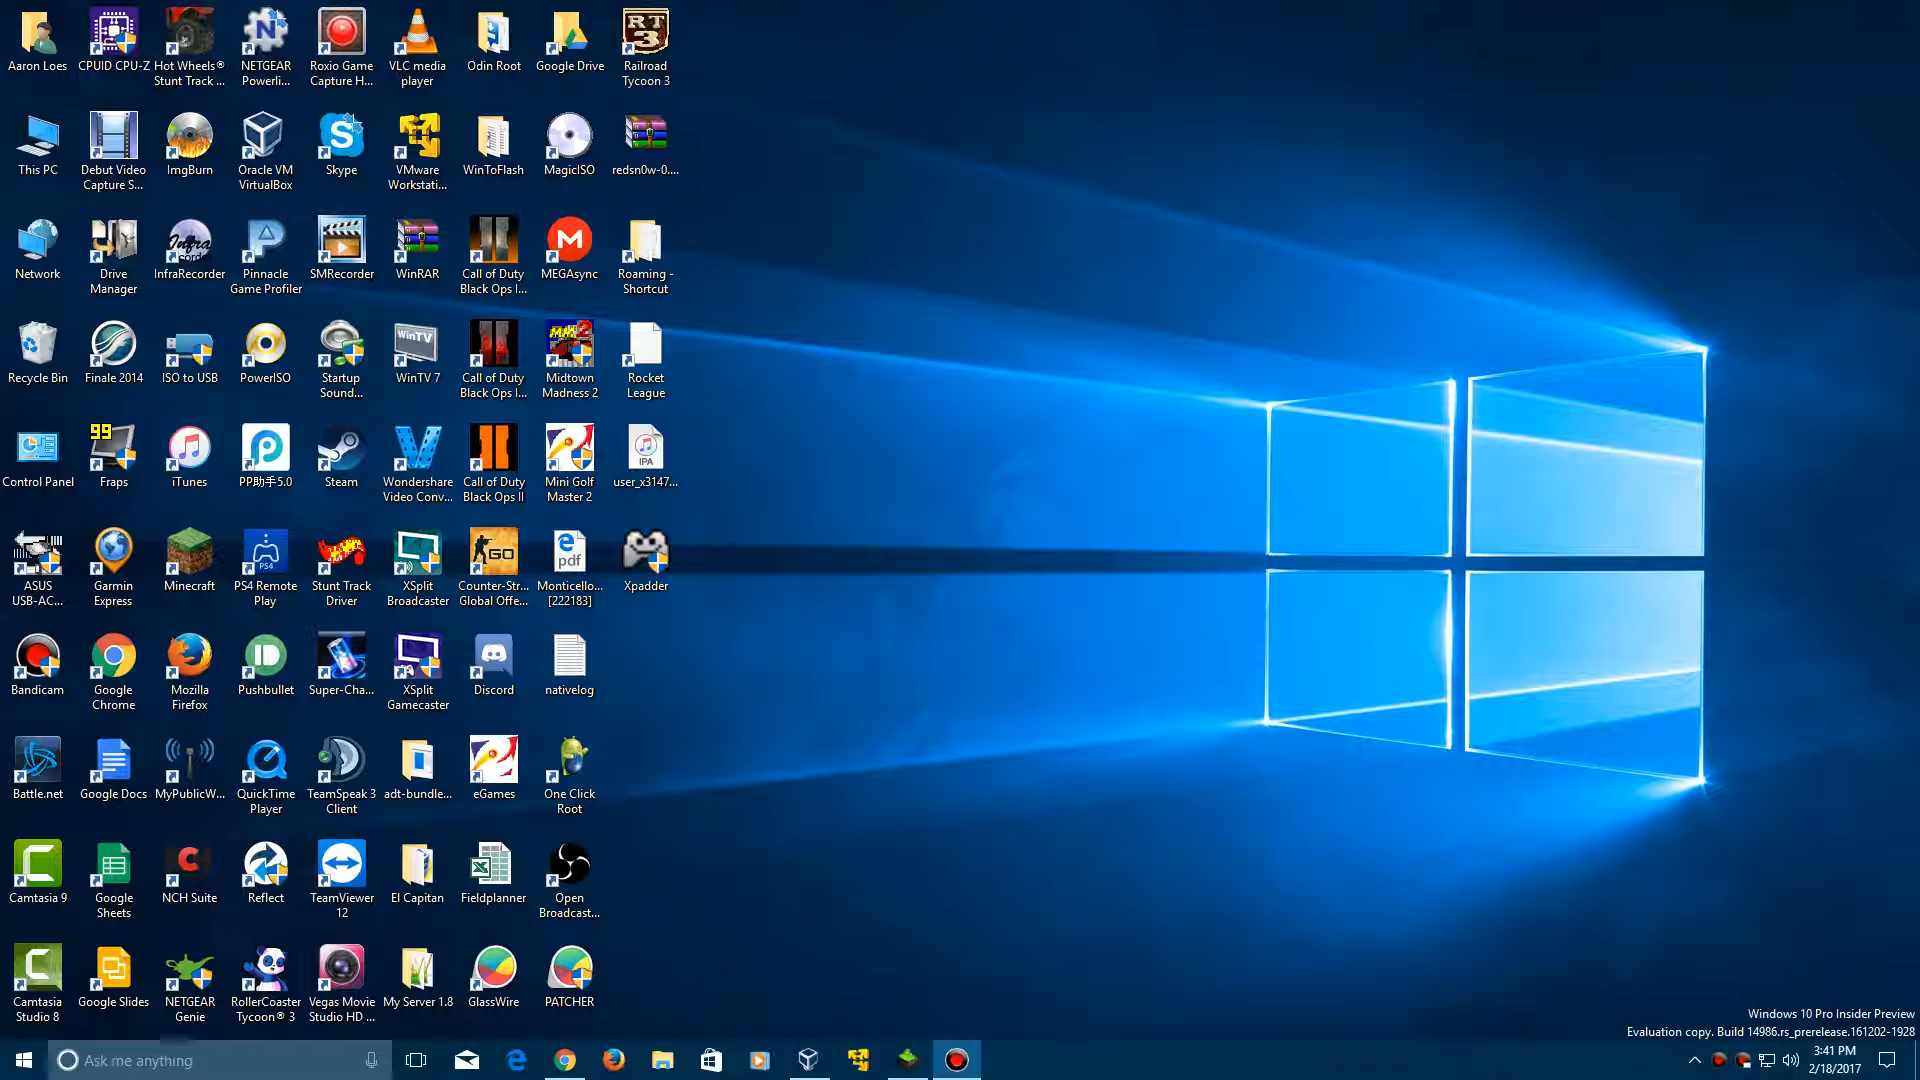 Aaron Loes
CPUID CPU-Z
Hot Wheels®
Stunt Track ...
NETGEAR
Powerli...
Roxio Game
Capture H...
VLC media
player
Odin Root
Google Drive
RT
3
Railroad
Tycoon 3
This PC
Debut Video
Capture S...
ImgBurn
Oracle VM
VirtualBox
Skype
VMware
Workstati...
WinToFlash
MagicISO
redsn0w-0....
Network
Drive
Manager
InfraRecorder
Pinnacle
Game Profiler
SMRecorder
WinRAR
Call of Duty
Black Ops I...
MEGAsync
Roaming -
Shortcut
Recycle Bin
Finale 2014
ISO to USB
PowerISO
Startup
Sound...
WinTV
WinTV 7
Call of Duty
Black Ops I...
Midtown
Madness 2
Rocket
League
Control Panel
99
Fraps
iTunes
PP助手5.0
Steam
Wondershare
Video Conv...
Call of Duty
Black Ops II
Mini Golf
Master 2
IPA
user_x3147...
ASUS
USB-AC...
Garmin
Express
Minecraft
PS4
PS4 Remote
Play
Stunt Track
Driver
XSplit
Broadcaster
GO
Counter-Str...
Global Offe...
pdf
Monticello...
[222183]
Xpadder
Bandicam
Google
Chrome
Mozilla
Firefox
Pushbullet
Super-Cha...
XSplit
Gamecaster
Discord
nativelog
Battle.net
Google Docs
MyPublicW...
QuickTime
Player
TeamSpeak 3
Client
adt-bundle...
eGames
One Click
Root
Camtasia 9
Google
Sheets
NCH Suite
Reflect
TeamViewer
12
El Capitan
Fieldplanner
Open
Broadcast...
Camtasia
Studio 8
Google Slides
NETGEAR
Genie
RollerCoaster
Tycoon® 3
Vegas Movie
Studio HD ...
My Server 1.8
GlassWire
PATCHER
Windows 10 Pro Insider Preview
Evaluation copy. Build 14986.rs_prerelease.161202-1928
Ask me anything
3:41 PM
2/18/2017